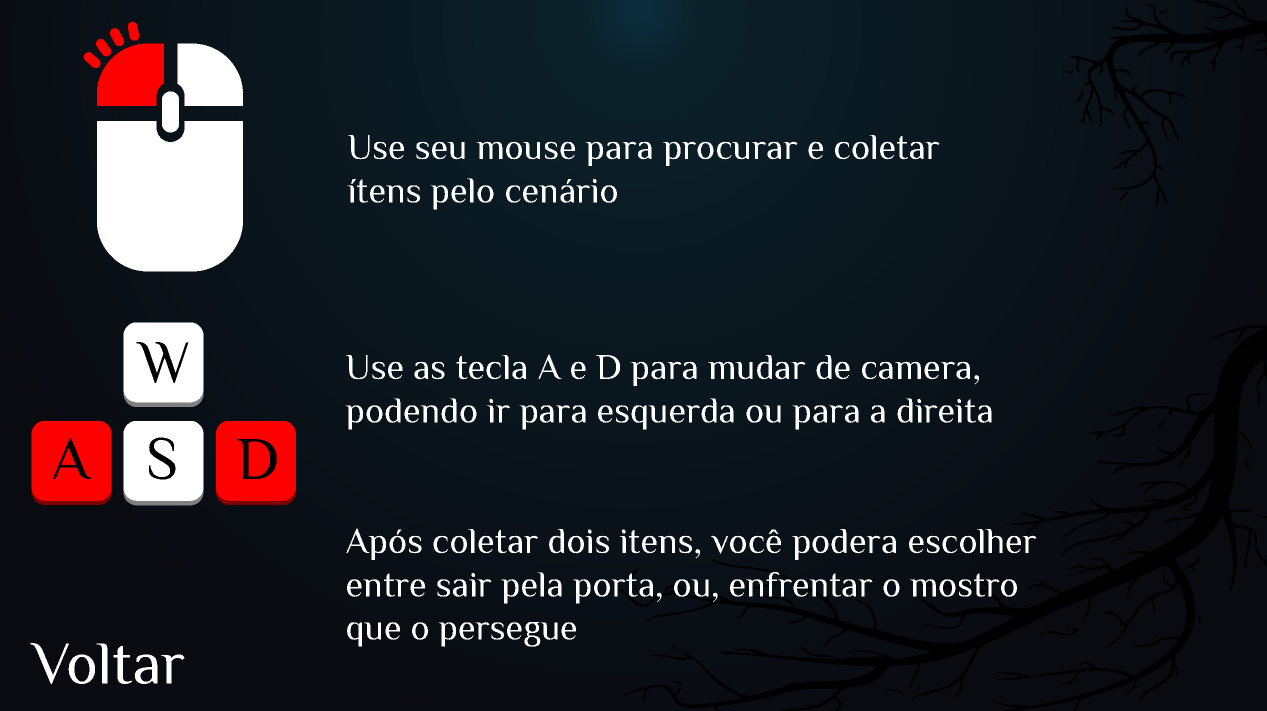 Use seu mouse para procurar e coletar
ítens pelo cenário
W
A S D
Use as tecla A e D para mudar de camera,
podendo ir para esquerda ou para a direita
Após coletar dois itens, você podera escolher
entre sair pela porta, ou, enfrentar o mostro
que o persegue
Voltar